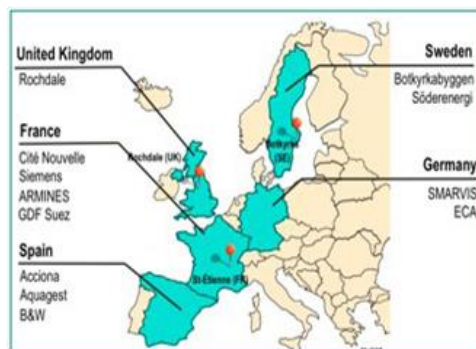 United Kingdom
Rochdale
France
Cité Nouvelle
Siemens
ARMINES
GDF Suez
Spain
Acciona
Aquagest
B&W
Sweden
Botkyrkabyggen
Söderenergi
Germany
SMARVIS
ECA
Rochdale (UK)
Botkyrka
(SE)
St-Étienne (FR)